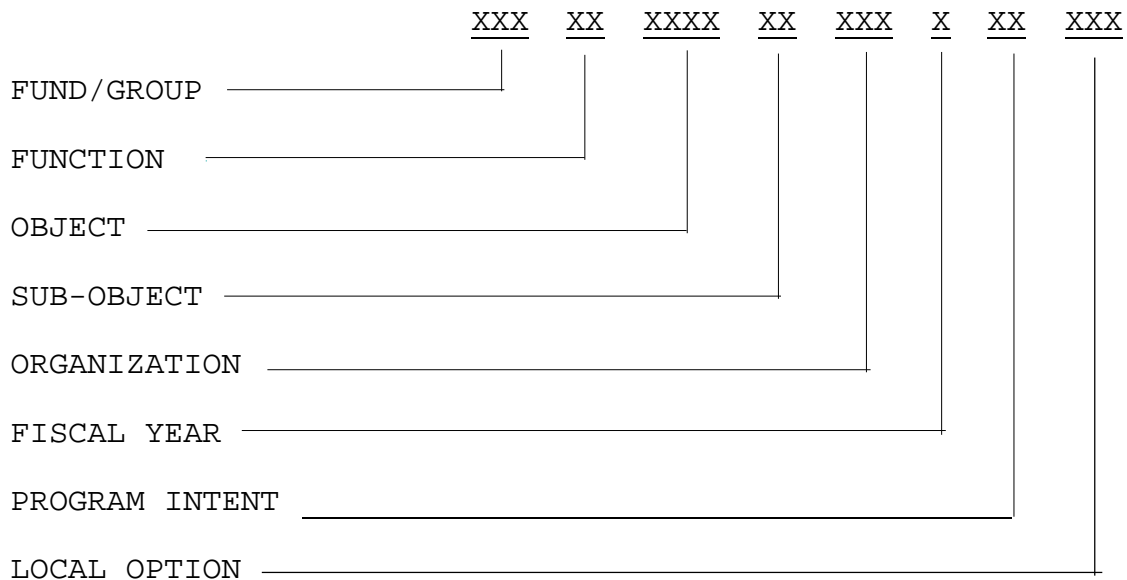 XXX XX XXXX XX XXX X XX XXX
FUND/GROUP
FUNCTION
OBJECT
SUB-OBJECT
ORGANIZATION
FISCAL YEAR
PROGRAM INTENT
LOCAL OPTION